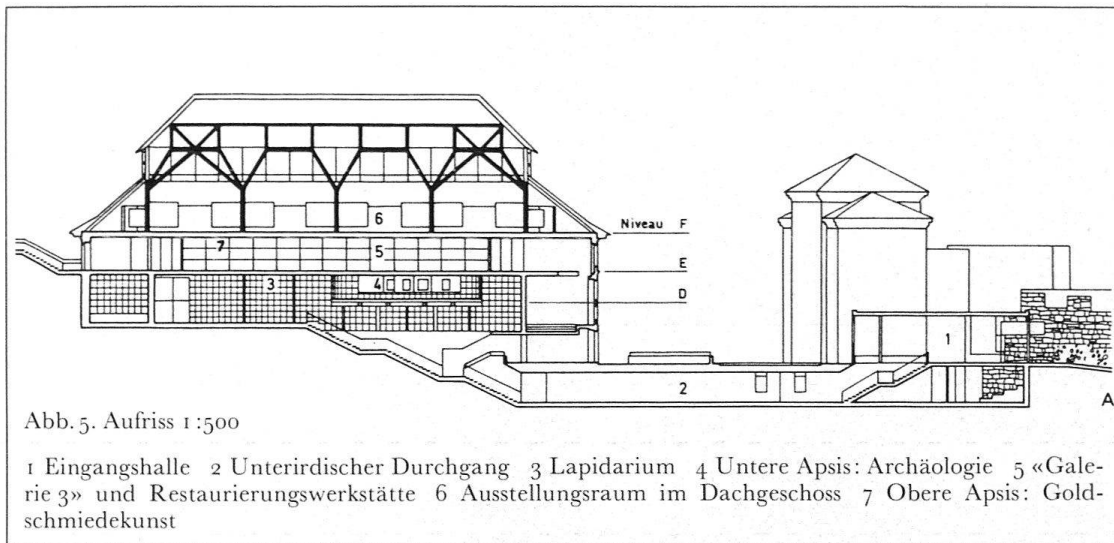 6
Niveau F
7
5
E
3
4
D
1
2
A
Abb. 5. Aufriss 1:500
1 Eingangshalle 2 Unterirdischer Durchgang 3 Lapidarium 4 Untere Apsis: Archäologie 5 «Gale-
rie 3» und Restaurierungswerkstätte 6 Ausstellungsraum im Dachgeschoss 7 Obere Apsis: Gold-
schmiedekunst